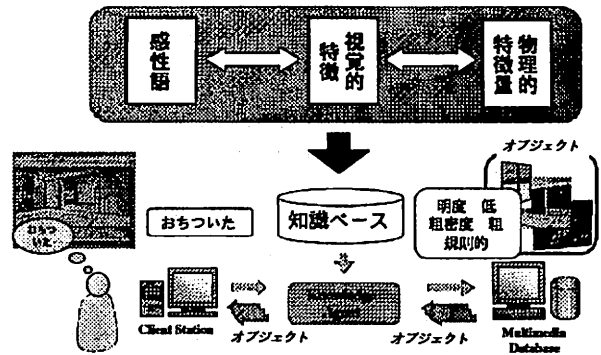 感性語
視覚的
特徴
物理的
特徴量
オブジェクト
おちつ
いた
おちついた
知識ベース
明度 低
粗密度 粗
規則的
Client Station
オブジェクト
Knowledge
Agent
オブジェクト
Multimedia
Database